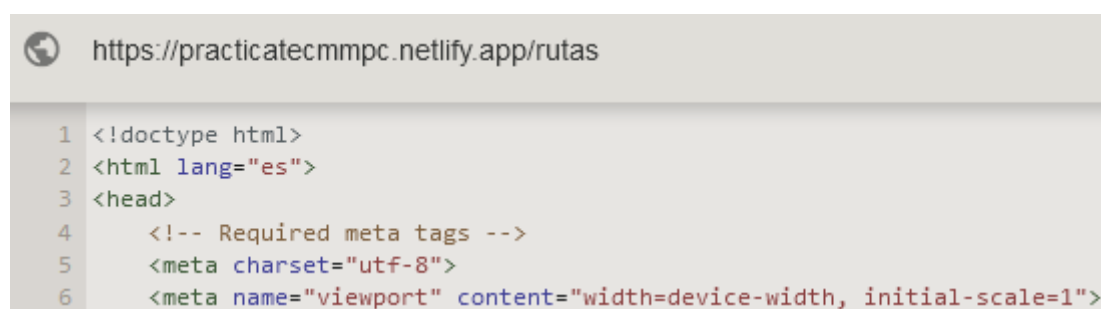 https://practicatecmmpc.netlify.app/rutas
1 <!doctype html>
2 <html lang="es">
3 <head>
4 <!-- Required meta tags -->
5 <meta charset="utf-8">
6 <meta name="viewport" content="width=device-width, initial-scale=1">